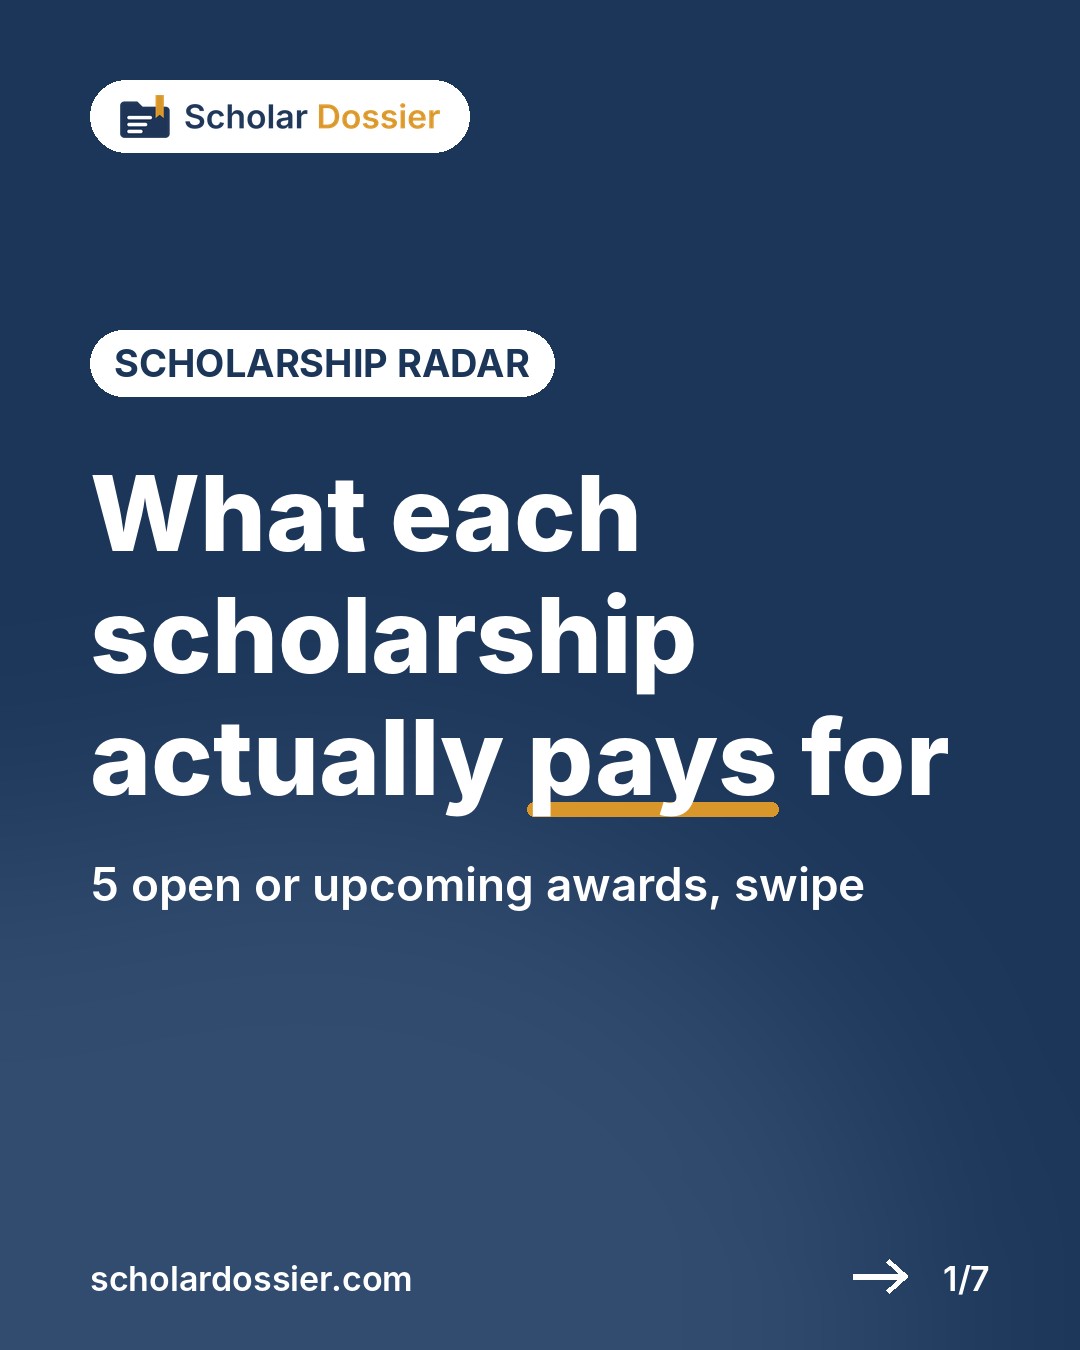 Scholar Dossier
SCHOLARSHIP RADAR
What each
scholarship
actually pays for
5 open or upcoming awards, swipe
scholardossier.com
1/7